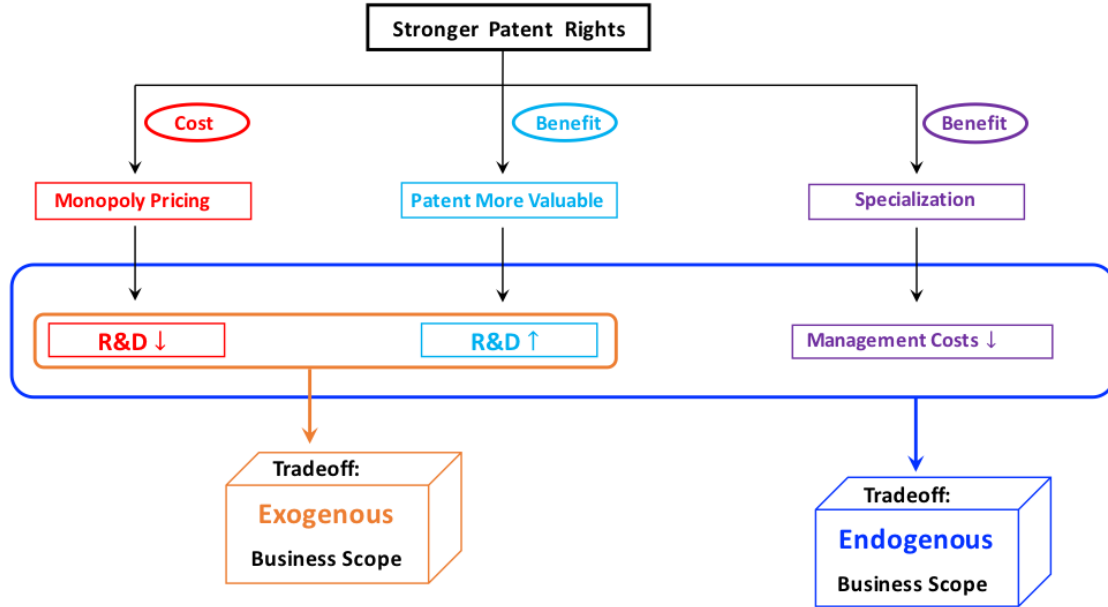 Stronger Patent Rights
Cost
Benefit
Benefit
Monopoly Pricing
Patent More Valuable
Specialization
R&D ↓
R&D ↑
Management Costs ↓
Tradeoff:
Exogenous
Business Scope
Tradeoff:
Endogenous
Business Scope